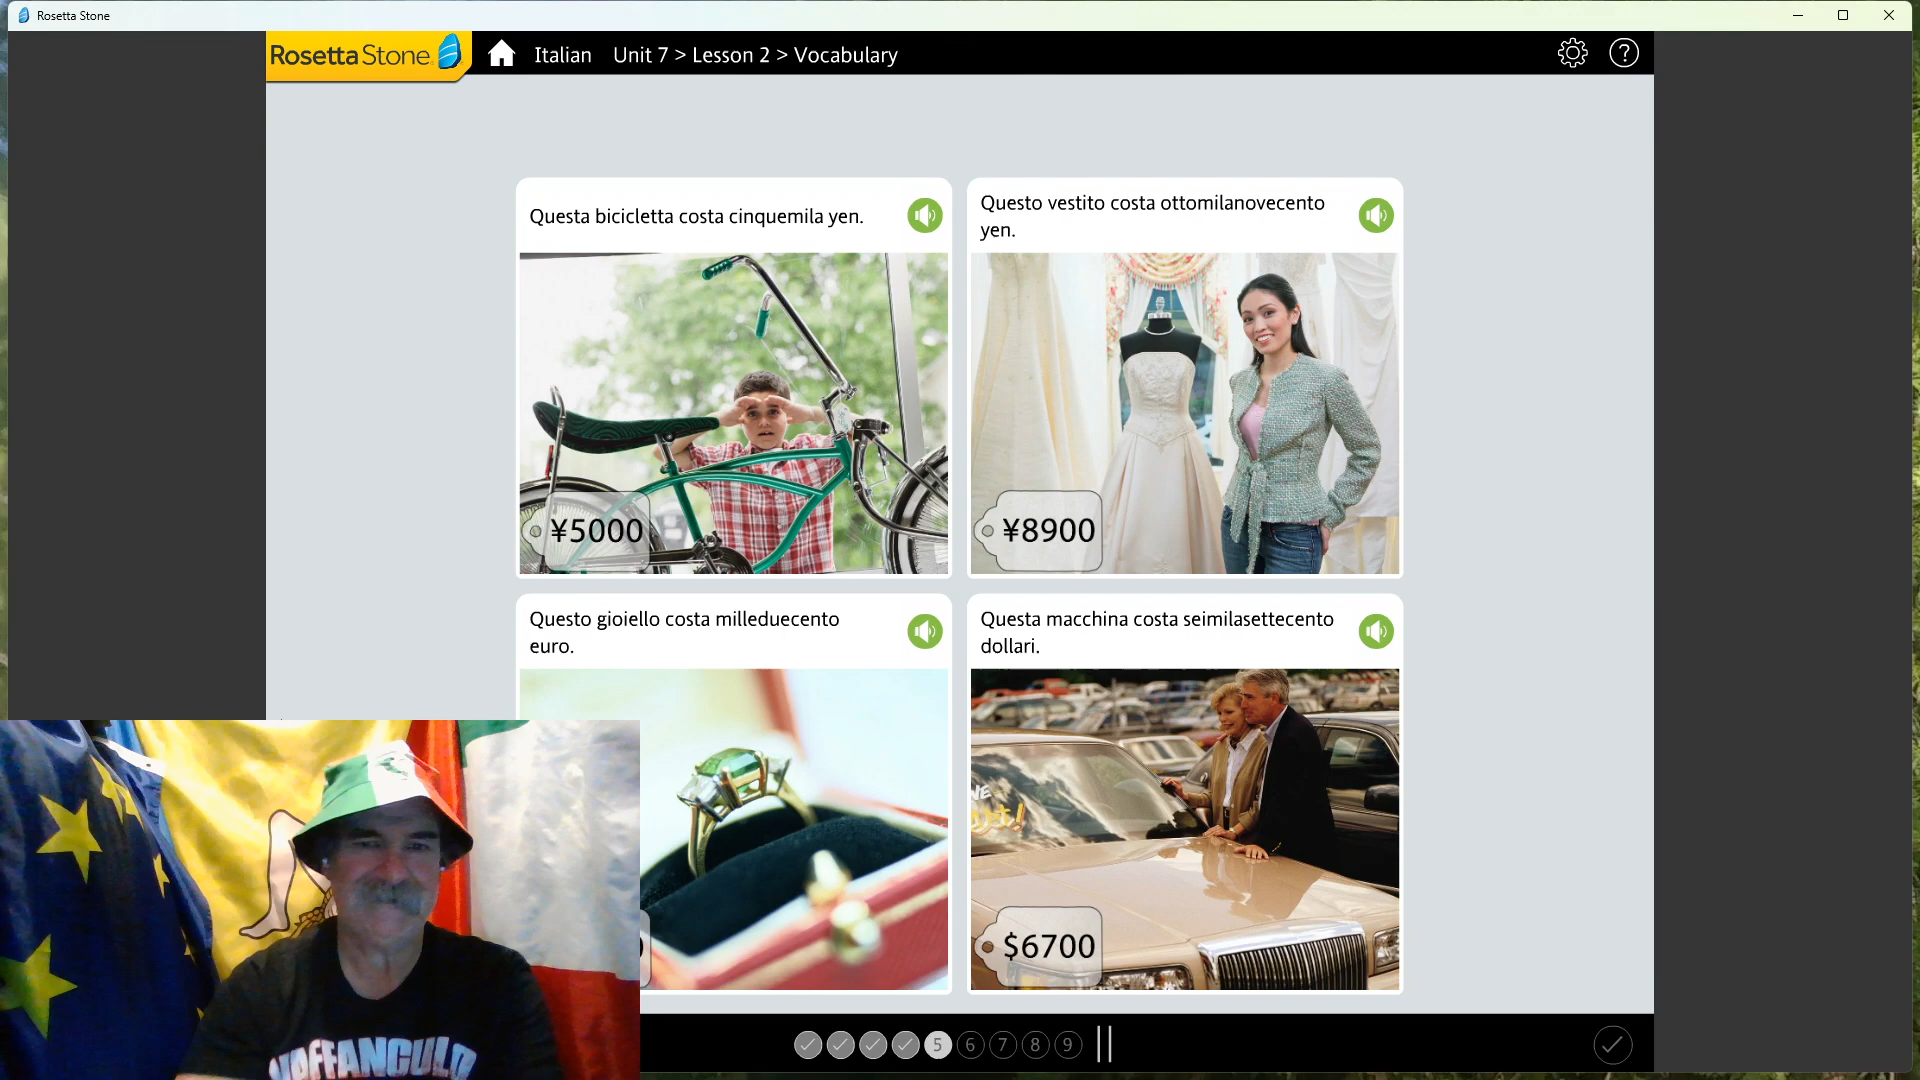 Rosetta Stone
RosettaStone
Italian Unit 7 > Lesson 2 > Vocabulary
?
Questa bicicletta costa cinquemila yen.
¥5000
Questo vestito costa ottomilanovecento
yen.
¥8900
Questo gioiello costa milleduecento
euro.
Questa macchina costa seimilasettecento
dollari.
$6700
5 6 7 8 9